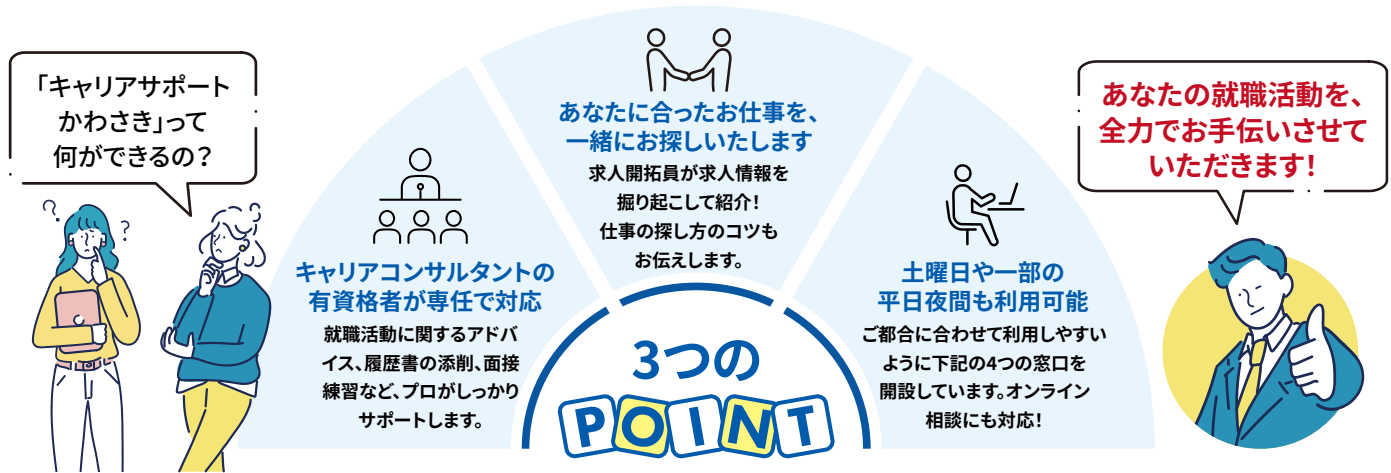 「キャリアサポート
かわさき」って
何ができるの？
キャリアコンサルタントの
有資格者が専任で対応
就職活動に関するアドバ
イス、履歴書の添削、面接
練習など、プロがしっかり
サポートします。
あなたに合ったお仕事を、
一緒にお探しいたします
求人開拓員が求人情報を
掘り起こして紹介！
仕事の探し方のコツも
お伝えします。
土曜日や一部の
平日夜間も利用可能
ご都合に合わせて利用しやすい
ように下記の4つの窓口を
開設しています。オンライン
相談にも対応！
3つの
POINT
あなたの就職活動を、
全力でお手伝いさせて
いただきます！